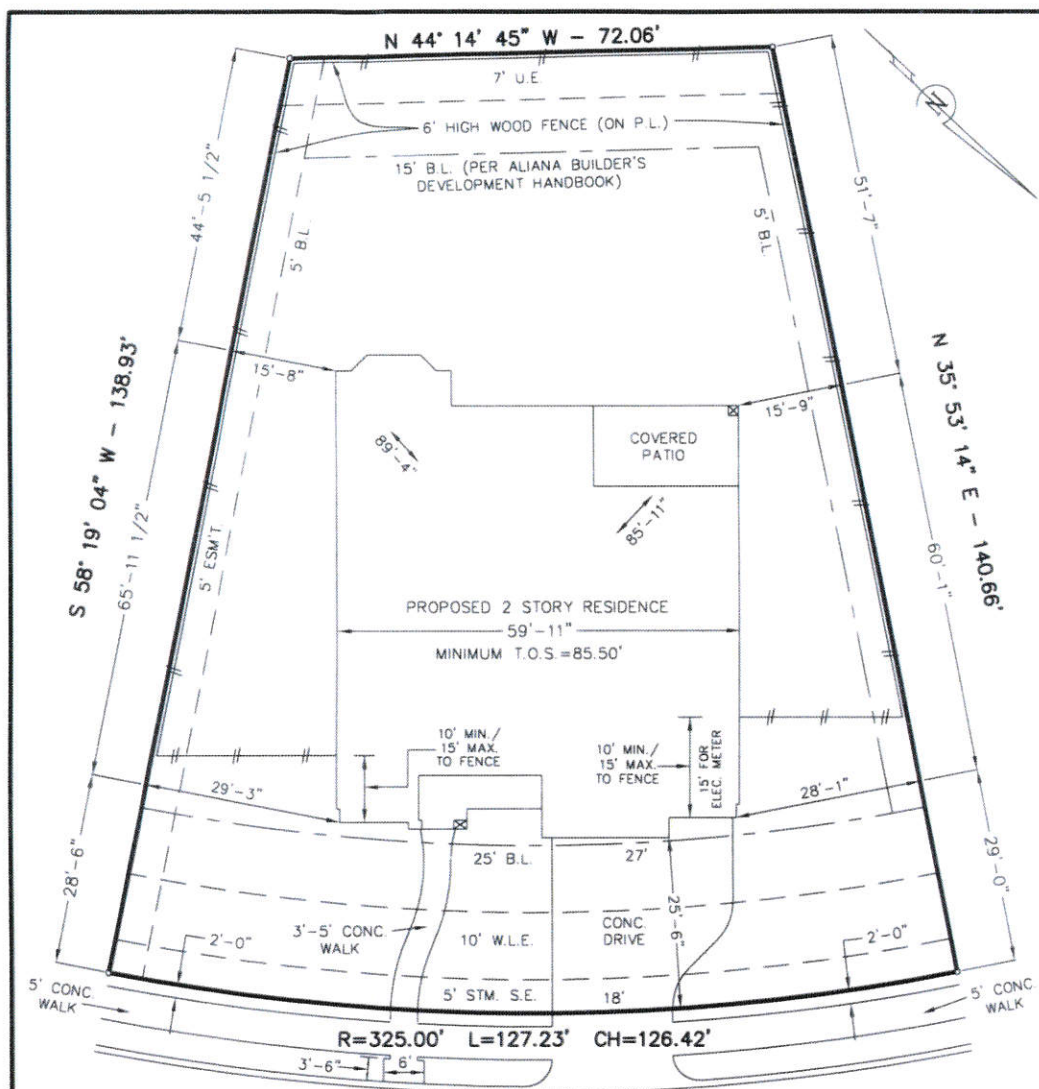 N 44° 14' 45" W - 72.06'
7' U.E.
6' HIGH WOOD FENCE (ON P.L.)
15' B.L. (PER ALIANA BUILDER'S
DEVELOPMENT HANDBOOK)
N
44'-5 1/2"
5' B.L.
5' B.L.
51'-7"
S 58° 19' 04" W - 138.93'
15'-8"
15'-9"
N 35° 53' 14" E - 140.66'
89'-4"
COVERED
PATIO
85'-11"
65'-11 1/2"
5' ESM'T
60'-1"
PROPOSED 2 STORY RESIDENCE
59'-11"
MINIMUM T.O.S.=85.50'
10' MIN./
15' MAX.
TO FENCE
10' MIN./
15' MAX.
TO FENCE
15' FOR
ELEC. METER
29'-3"
28'-1"
28'-6"
25' B.L.
27'
29'-0"
25'-6"
3'-5' CONC.
WALK
10' W.L.E.
CONC.
DRIVE
2'-0"
2'-0"
5' CONC.
WALK
5' STM. S.E.
18'
5' CONC.
WALK
R=325.00' L=127.23' CH=126.42'
3'-6"
6'